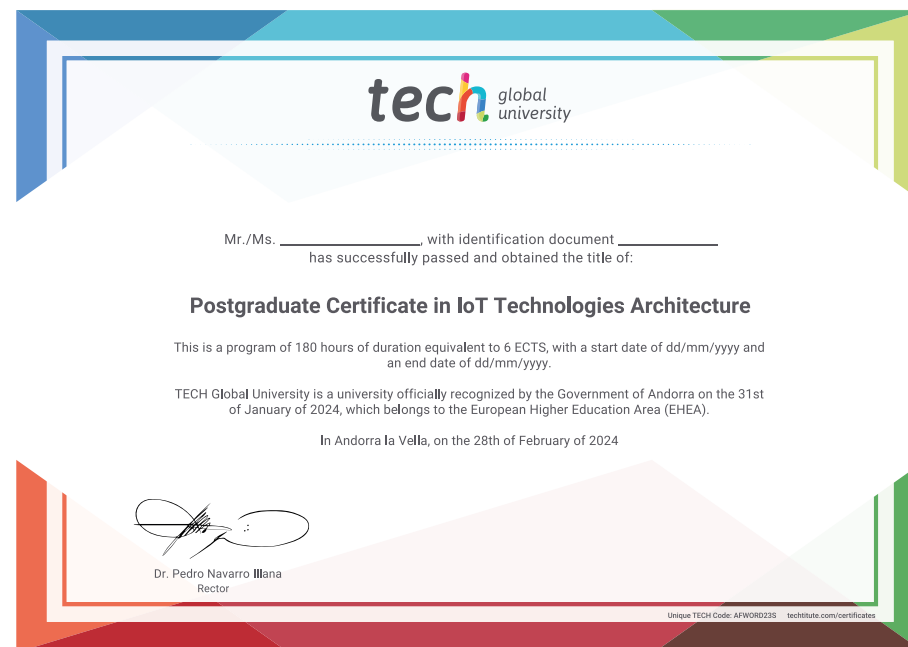 tech global university
Mr./Ms. ____________, with identification document ____________
has successfully passed and obtained the title of:
Postgraduate Certificate in IoT Technologies Architecture
This is a program of 180 hours of duration equivalent to 6 ECTS, with a start date of dd/mm/yyyy and
an end date of dd/mm/yyyy.
TECH Global University is a university officially recognized by the Government of Andorra on the 31st
of January of 2024, which belongs to the European Higher Education Area (EHEA).
In Andorra la Vella, on the 28th of February of 2024
Dr. Pedro Navarro Illana
Rector
Unique TECH Code: AFWORD23S techtitute.com/certificates